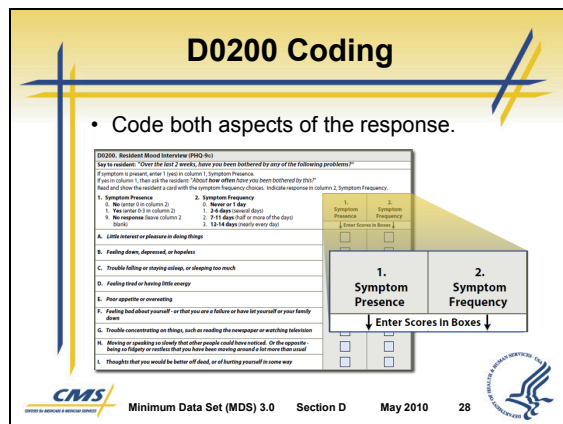 D0200 Coding
• Code both aspects of the response.
D0200. Resident Mood Interview (PHQ-9©)
Say to resident: "Over the last 2 weeks, have you been bothered by any of the following problems?"
If symptom is present, enter 1 (yes) in column 1, Symptom Presence.
If yes in column 1, then ask the resident: "About how often have you been bothered by this?"
Read and show the resident a card with the symptom frequency choices. Indicate response in column 2, Symptom Frequency.
1. Symptom Presence
0. No (enter 0 in column 2)
1. Yes (enter 0-3 in column 2)
9. No response (leave column 2
blank)
2. Symptom Frequency
0. Never or 1 day
1. 2-6 days (several days)
2. 7-11 days (half or more of the days)
3. 12-14 days (nearly every day)
1.
Symptom
Presence
2.
Symptom
Frequency
↓ Enter Scores in Boxes ↓
A. Little interest or pleasure in doing things
B. Feeling down, depressed, or hopeless
C. Trouble falling or staying asleep, or sleeping too much
D. Feeling tired or having little energy
E. Poor appetite or overeating
F. Feeling bad about yourself - or that you are a failure or have let yourself or your family
down
G. Trouble concentrating on things, such as reading the newspaper or watching television
H. Moving or speaking so slowly that other people could have noticed. Or the opposite -
being so fidgety or restless that you have been moving around a lot more than usual
I. Thoughts that you would be better off dead, or of hurting yourself in some way
1.
Symptom
Presence
2.
Symptom
Frequency
↓ Enter Scores in Boxes ↓
CMS
CENTERS for MEDICARE & MEDICAID SERVICES
Minimum Data Set (MDS) 3.0 Section D May 2010 28
DEPARTMENT OF HEALTH & HUMAN SERVICES · USA